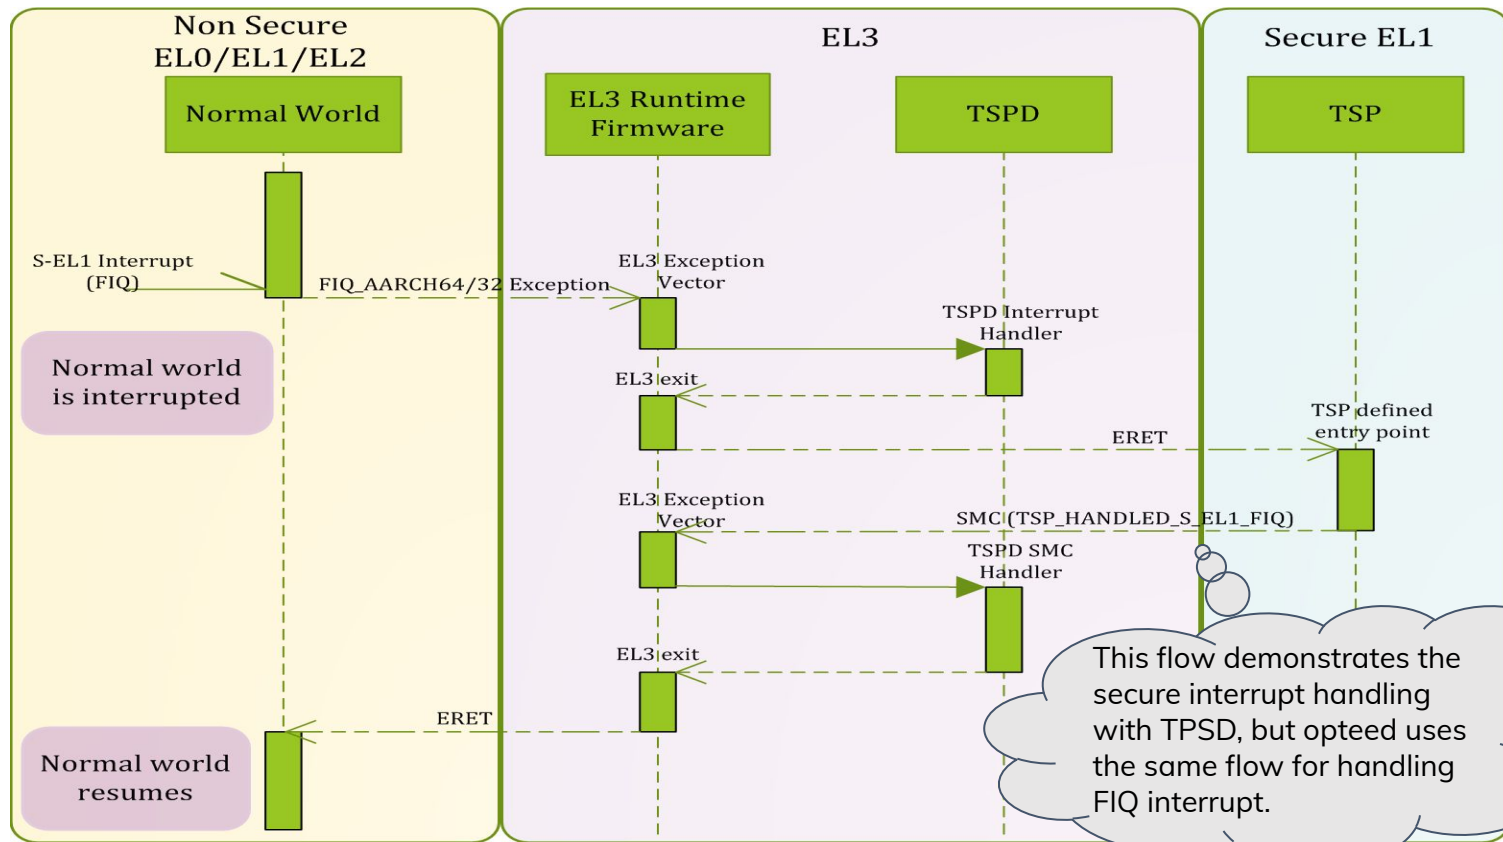 Non Secure
EL0/EL1/EL2
EL3
Secure EL1
Normal World
EL3 Runtime
Firmware
TSPD
TSP
S-EL1 Interrupt
(FIQ)
FIQ_AARCH64/32 Exception
EL3 Exception
Vector
TSPD Interrupt
Handler
Normal world
is interrupted
EL3 exit
TSP defined
entry point
ERET
EL3 Exception
Vector
SMC (TSP_HANDLED_S_EL1_FIQ)
TSPD SMC
Handler
EL3 exit
ERET
Normal world
resumes
This flow demonstrates the
secure interrupt handling
with TPSD, but opteed uses
the same flow for handling
FIQ interrupt.